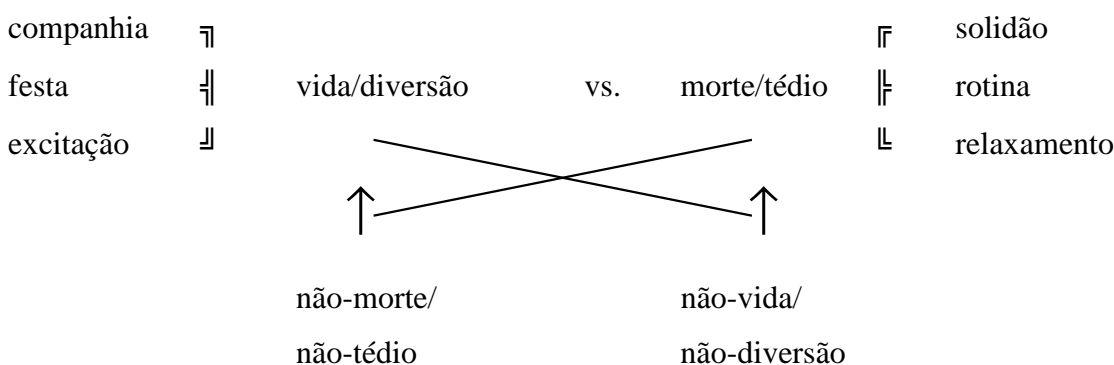 companhia solidão
festa vida/diversão vs. morte/tédio rotina
excitação relaxamento
não-morte/ não-vida/
não-tédio não-diversão